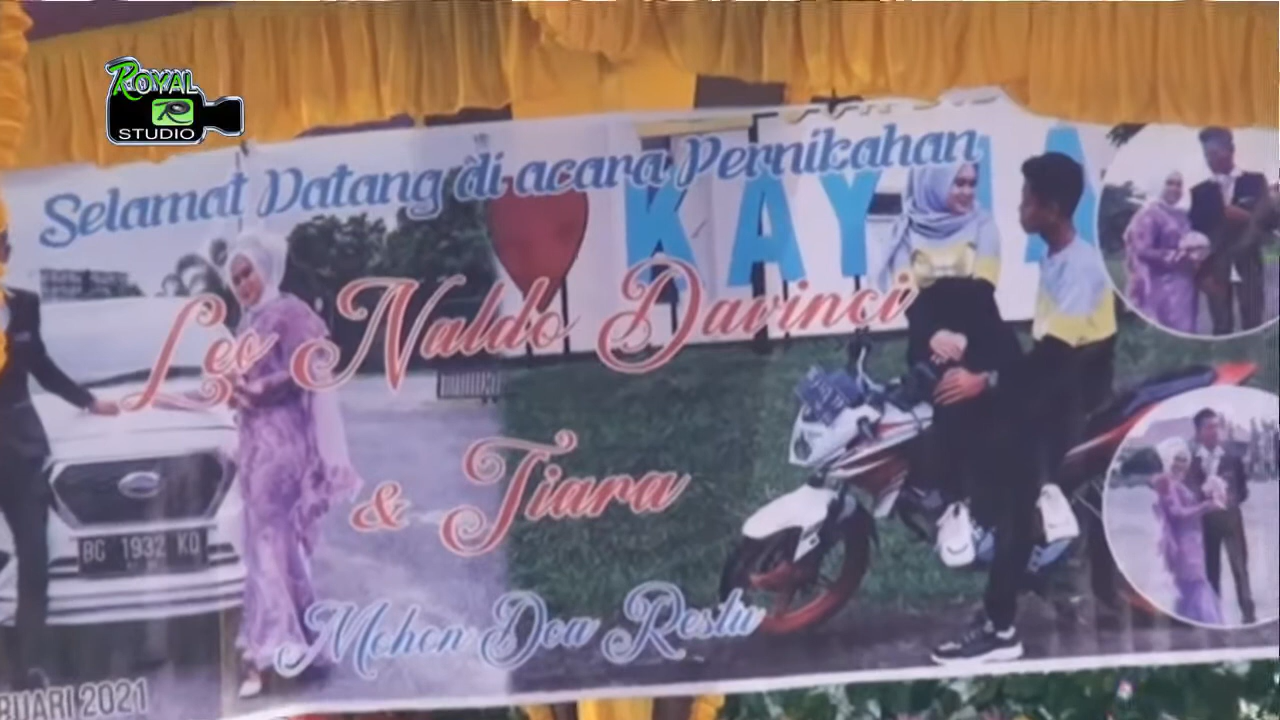 ROYAL
R
STUDIO
Selamat Datang di acara Pernikahan
KAY
A
Leo Naldo Davinci
& Tiara
BG 1932 KQ
Mohon Doa Restu
RUARI 2021